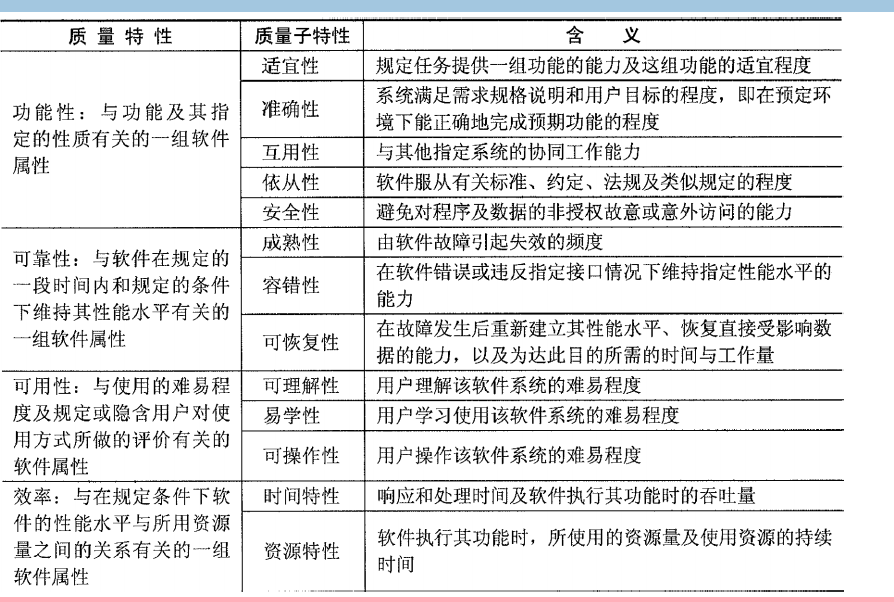 质量特性 质量子特性 含义
功能性：与功能及其指
定的性质有关的一组软件
属性
适宜性 规定任务提供一组功能的能力及这组功能的适宜程度
准确性 系统满足需求规格说明和用户目标的程度，即在预定环
境下能正确地完成预期功能的程度
互用性 与其他指定系统的协同工作能力
依从性 软件服从有关标准、约定、法规及类似规定的程度
安全性 避免对程序及数据的非授权故意或意外访问的能力
可靠性：与软件在规定的
一段时间内和规定的条件
下维持其性能水平有关的
一组软件属性
成熟性 由软件故障引起失效的频度
容错性 在软件错误或违反指定接口情况下维持指定性能水平的
能力
可恢复性 在故障发生后重新建立其性能水平、恢复直接受影响数
据的能力，以及为达此目的所需的时间与工作量
可用性：与使用的难易程
度及规定或隐含用户对使
用方式所做的评价有关的
软件属性
可理解性 用户理解该软件系统的难易程度
易学性 用户学习使用该软件系统的难易程度
可操作性 用户操作该软件系统的难易程度
效率：与在规定条件下软
件的性能水平与所用资源
量之间的关系有关的一组
软件属性
时间特性 响应和处理时间及软件执行其功能时的吞吐量
资源特性 软件执行其功能时，所使用的资源量及使用资源的持续
时间